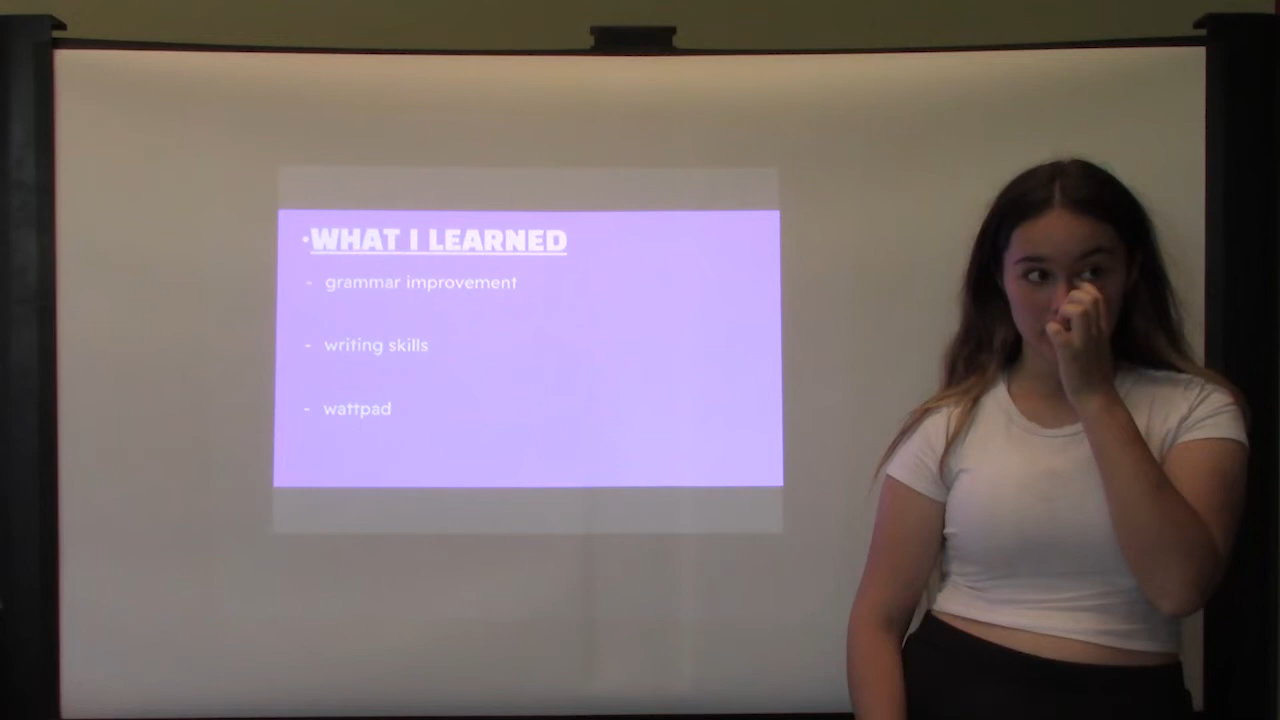 ·WHAT I LEARNED
- grammar improvement
- writing skills
- wattpad